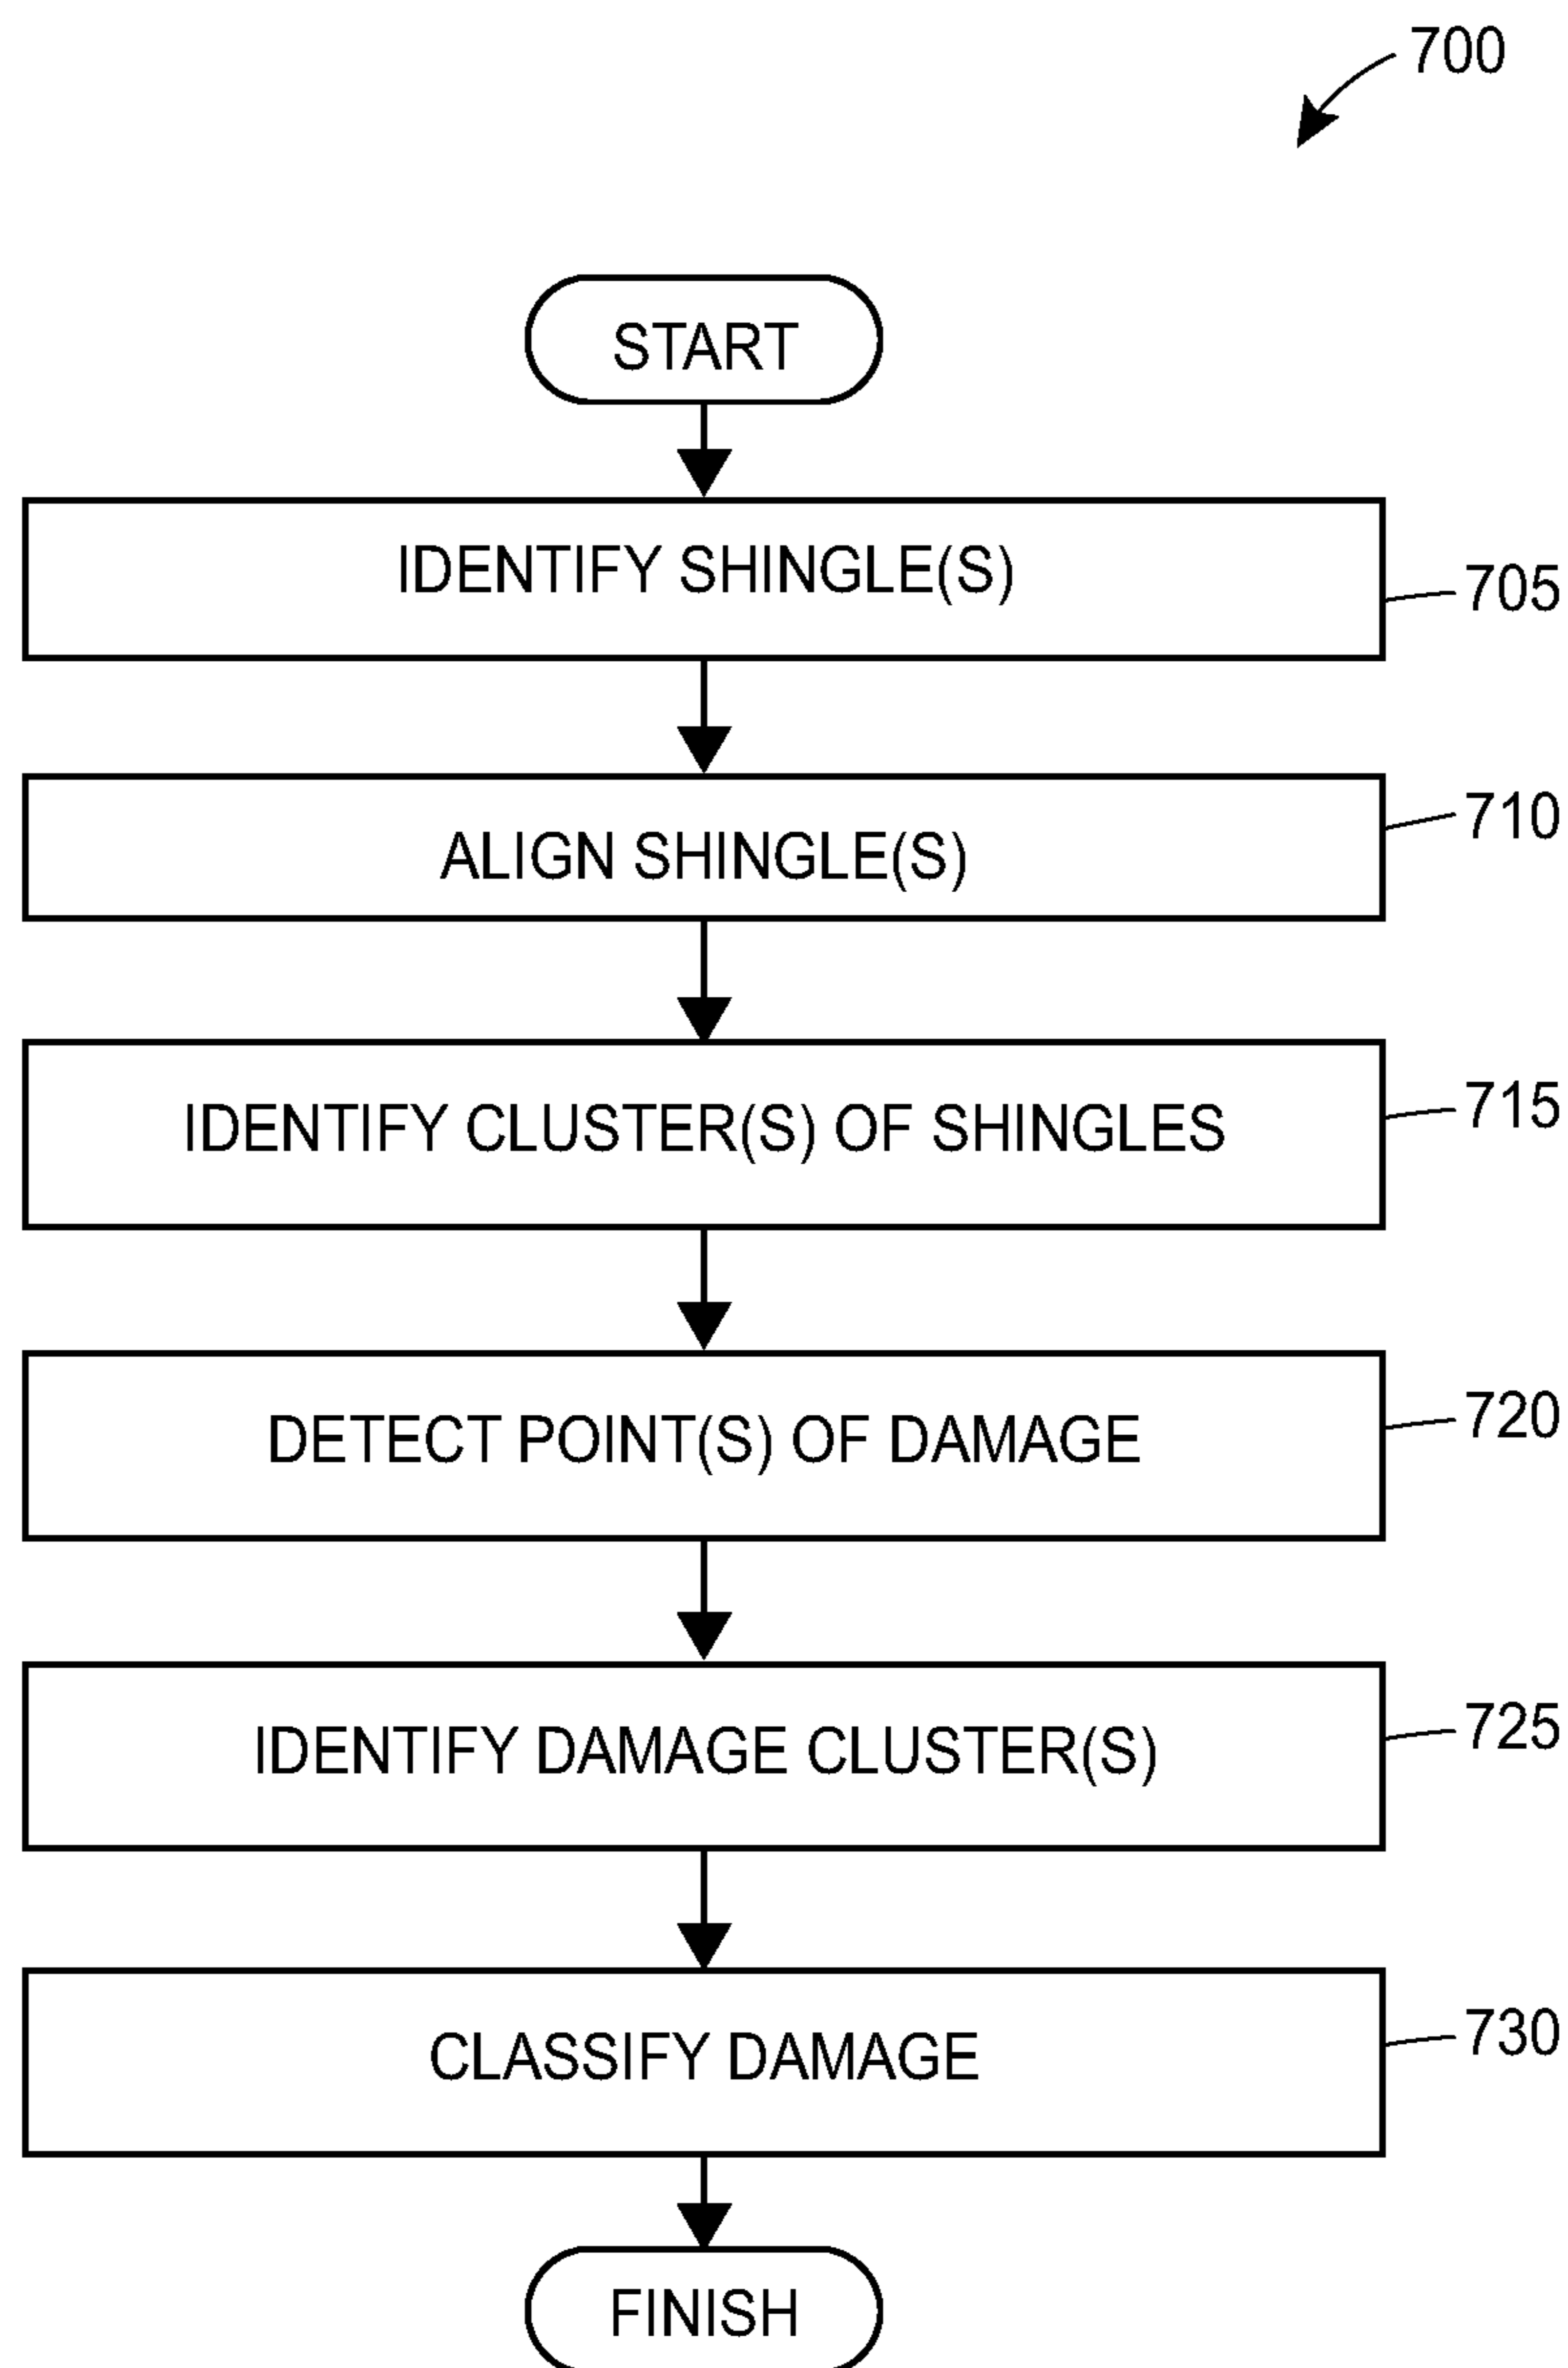 700
START
IDENTIFY SHINGLE(S)
705
ALIGN SHINGLE(S)
710
IDENTIFY CLUSTER(S) OF SHINGLES
715
DETECT POINT(S) OF DAMAGE
720
IDENTIFY DAMAGE CLUSTER(S)
725
CLASSIFY DAMAGE
730
FINISH